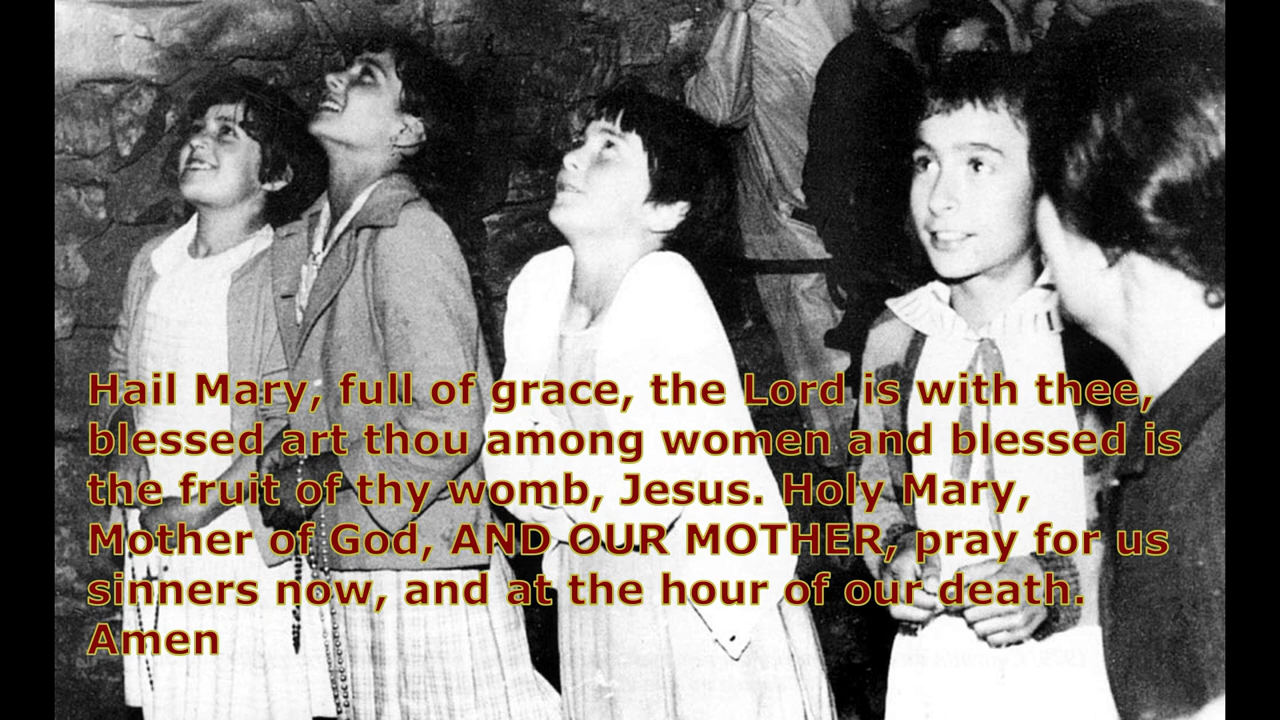 Hail Mary, full of grace, the Lord is with thee,
blessed art thou among women and blessed is
the fruit of thy womb, Jesus. Holy Mary,
Mother of God, AND OUR MOTHER, pray for us
sinners now, and at the hour of our death.
Amen